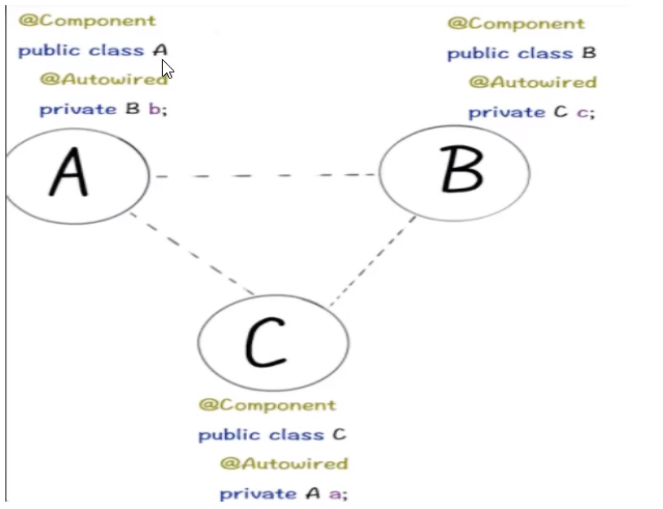 @Component
public class A
@Autowired
private B b;
@Component
public class B
@Autowired
private C c;
A
B
C
@Component
public class C
@Autowired
private A a;